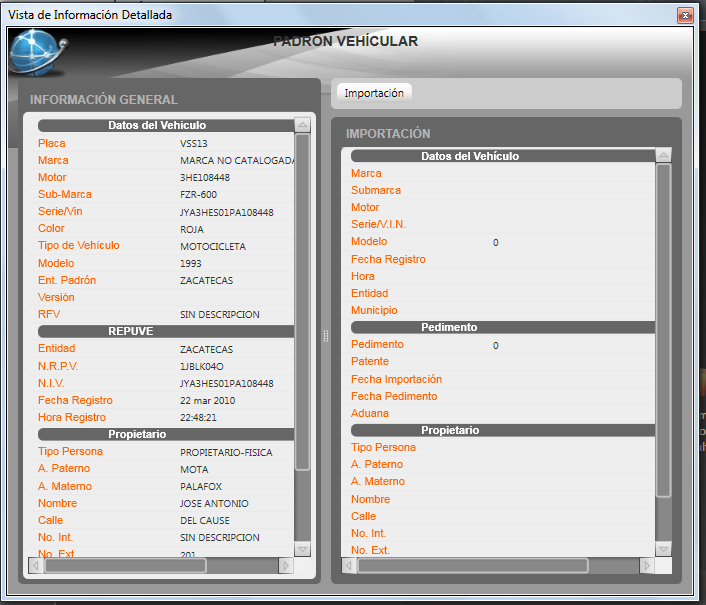 Vista de Información Detallada
PADRÓN VEHÍCULAR
INFORMACIÓN GENERAL
Datos del Vehículo
Placa VSS13
Marca MARCA NO CATALOGADA
Motor 3HE108448
Sub-Marca FZR-600
Serie/Vin JYA3HES01PA108448
Color ROJA
Tipo de Vehículo MOTOCICLETA
Modelo 1993
Ent. Padrón ZACATECAS
Versión
RFV SIN DESCRIPCION
REPUVE
Entidad ZACATECAS
N.R.P.V. 1JBLK04O
N.I.V. JYA3HES01PA108448
Fecha Registro 22 mar 2010
Hora Registro 22:48:21
Propietario
Tipo Persona PROPIETARIO-FISICA
A. Paterno MOTA
A. Materno PALAFOX
Nombre JOSE ANTONIO
Calle DEL CAUSE
No. Int. SIN DESCRIPCION
No. Ext. 201
Importación
IMPORTACIÓN
Datos del Vehículo
Marca
Submarca
Motor
Serie/V.I.N.
Modelo 0
Fecha Registro
Hora
Entidad
Municipio
Pedimento
Pedimento 0
Patente
Fecha Importación
Fecha Pedimento
Aduana
Propietario
Tipo Persona
A. Paterno
A. Materno
Nombre
Calle
No. Int.
No. Ext.